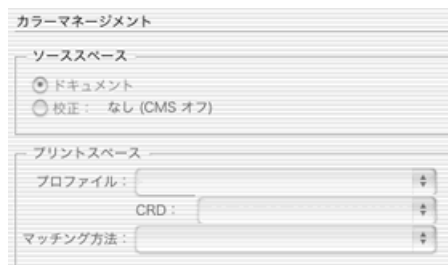 カラーマネージメント
ソーススペース
ドキュメント
校正： なし (CMS オフ)
プリントスペース
プロファイル：
CRD：
マッチング方法：